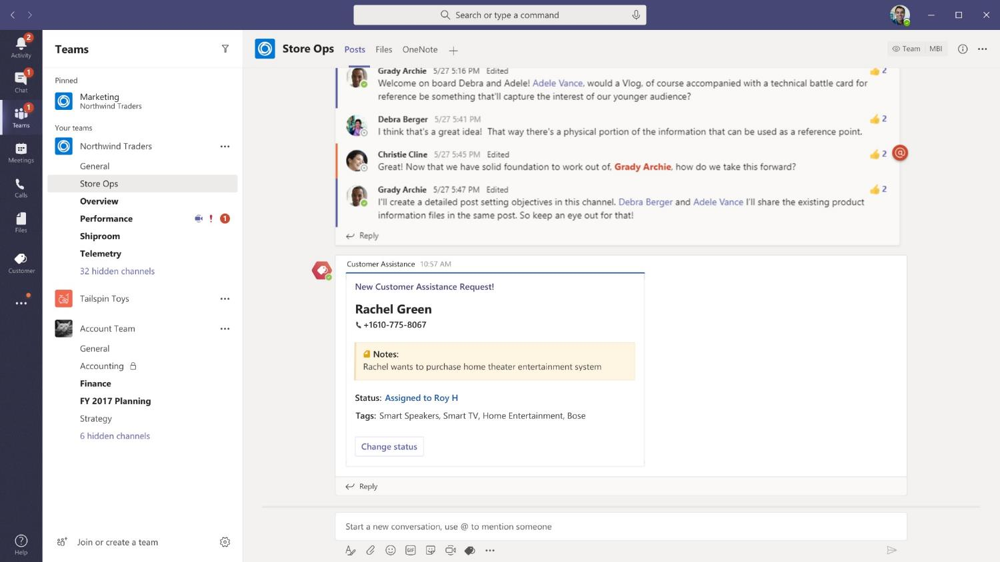 Search or type a command
2
Activity
1
Chat
1
Teams
Meetings
Calls
Files
Customer
Help
Teams
Pinned
Marketing
Northwind Traders
Your teams
Northwind Traders
General
Store Ops
Overview
Performance ! 1
Shiproom
Telemetry
32 hidden channels
Tailspin Toys
Account Team
General
Accounting
Finance
FY 2017 Planning
Strategy
6 hidden channels
Join or create a team
Store Ops Posts Files OneNote + Team MBI
Grady Archie 5/27 5:16 PM Edited 2
Welcome on board Debra and Adele! Adele Vance, would a Vlog, of course accompanied with a technical battle card for
reference be something that'll capture the interest of our younger audience?
Debra Berger 5/27 5:41 PM 2
I think that's a great idea! That way there's a physical portion of the information that can be used as a reference point.
Christie Cline 5/27 5:45 PM Edited 2 @
Great! Now that we have solid foundation to work out of, Grady Archie, how do we take this forward?
Grady Archie 5/27 5:47 PM Edited 2
I'll create a detailed post setting objectives in this channel. Debra Berger and Adele Vance I'll share the existing product
information files in the same post. So keep an eye out for that!
Reply
Customer Assistance 10:57 AM
New Customer Assistance Request!
Rachel Green
+1610-775-8067
Notes:
Rachel wants to purchase home theater entertainment system
Status: Assigned to Roy H
Tags: Smart Speakers, Smart TV, Home Entertainment, Bose
Change status
Reply
Start a new conversation, use @ to mention someone
GIF